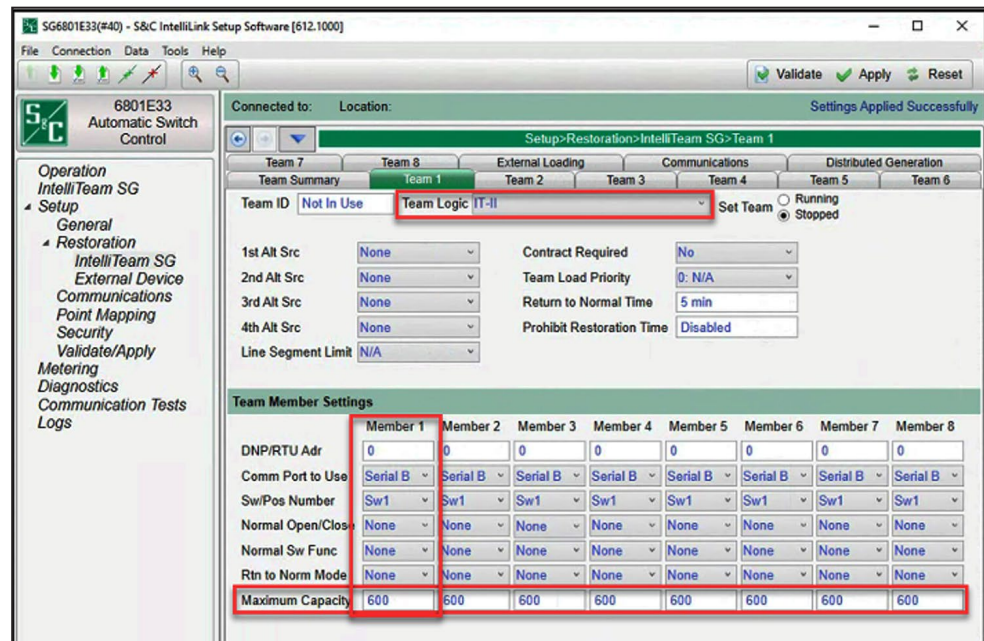 SG6801E33(#40) - S&C IntelliLink Setup Software [612.1000]
File Connection Data Tools Help
Validate Apply Reset
S&C
6801E33
Automatic Switch
Control
Connected to: Location: Settings Applied Successfully
Setup>Restoration>IntelliTeam SG>Team 1
Operation
IntelliTeam SG
Setup
General
Restoration
IntelliTeam SG
External Device
Communications
Point Mapping
Security
Validate/Apply
Metering
Diagnostics
Communication Tests
Logs
Team 7 Team 8 External Loading Communications Distributed Generation
Team Summary Team 1 Team 2 Team 3 Team 4 Team 5 Team 6
Team ID Not In Use Team Logic IT-II Set Team Running
Stopped
1st Alt Src None Contract Required No
2nd Alt Src None Team Load Priority 0: N/A
3rd Alt Src None Return to Normal Time 5 min
4th Alt Src None Prohibit Restoration Time Disabled
Line Segment Limit N/A
Team Member Settings
Member 1 Member 2 Member 3 Member 4 Member 5 Member 6 Member 7 Member 8
DNP/RTU Adr 0 0 0 0 0 0 0 0
Comm Port to Use Serial B Serial B Serial B Serial B Serial B Serial B Serial B Serial B
Sw/Pos Number Sw1 Sw1 Sw1 Sw1 Sw1 Sw1 Sw1 Sw1
Normal Open/Close None None None None None None None None
Normal Sw Func None None None None None None None None
Rtn to Norm Mode None None None None None None None None
Maximum Capacity 600 600 600 600 600 600 600 600